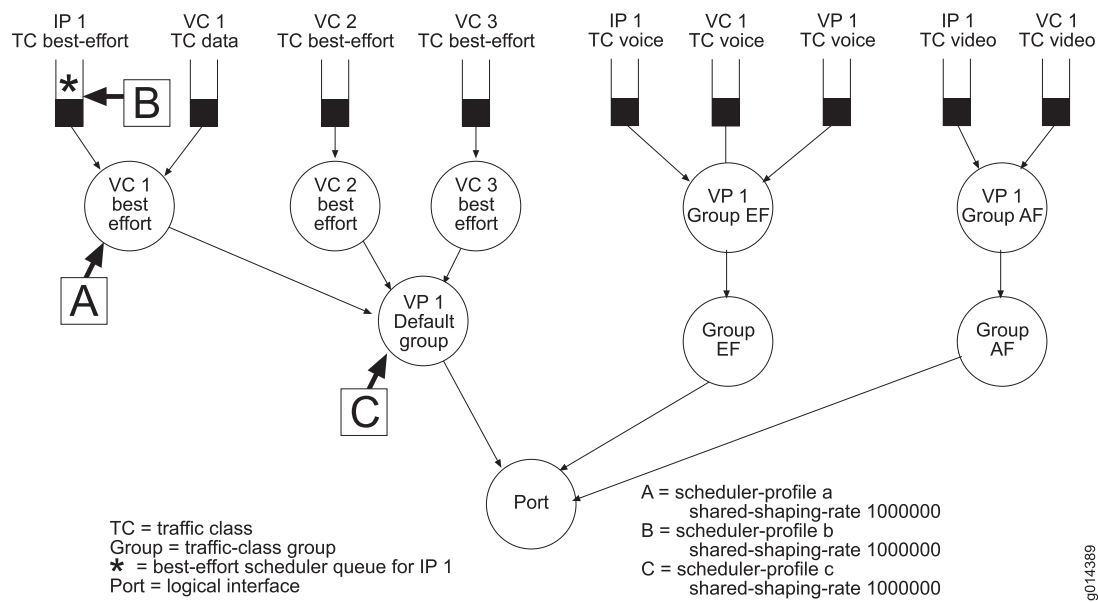 IP 1
TC best-effort
VC 1
TC data
VC 2
TC best-effort
VC 3
TC best-effort
IP 1
TC voice
VC 1
TC voice
VP 1
TC voice
IP 1
TC video
VC 1
TC video
*
B
VC 1
best
effort
VC 2
best
effort
VC 3
best
effort
VP 1
Group EF
VP 1
Group AF
A
VP 1
Default
group
Group
EF
Group
AF
C
Port
TC = traffic class
Group = traffic-class group
* = best-effort scheduler queue for IP 1
Port = logical interface
A = scheduler-profile a
shared-shaping-rate 1000000
B = scheduler-profile b
shared-shaping-rate 1000000
C = scheduler-profile c
shared-shaping-rate 1000000
g014389